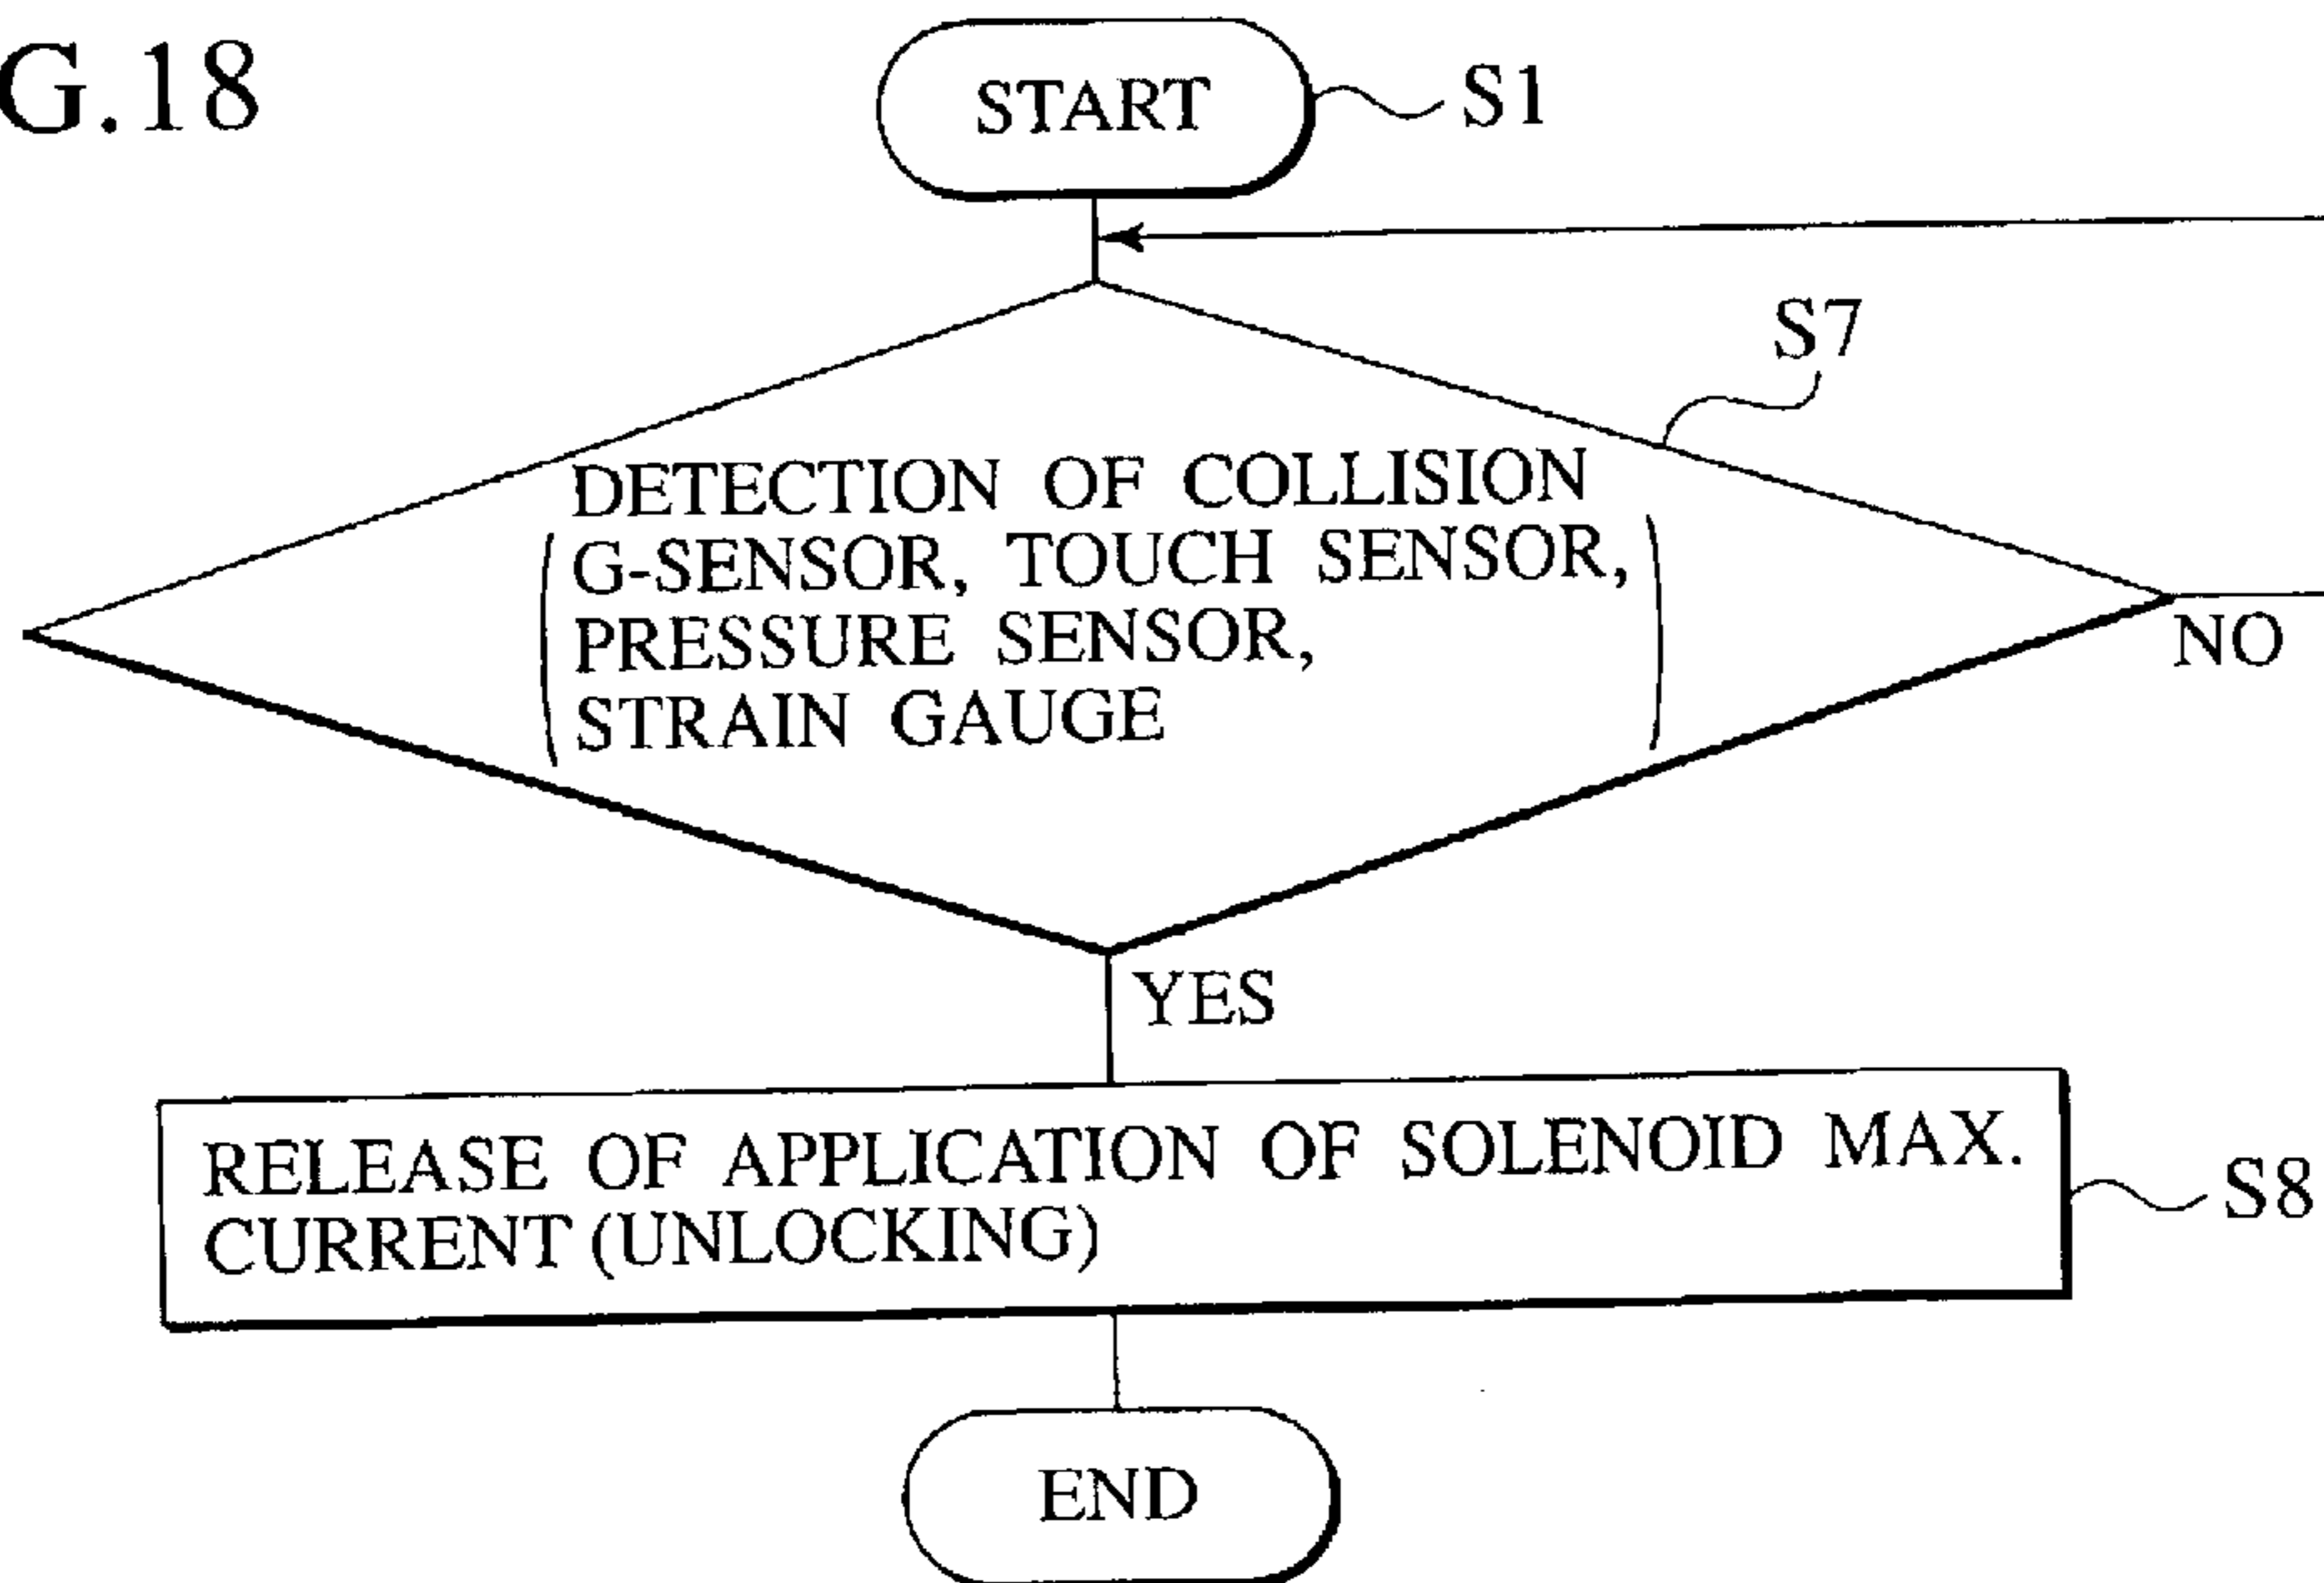 G.18
START
S1
S7
DETECTION OF COLLISION
G-SENSOR, TOUCH SENSOR,
PRESSURE SENSOR,
STRAIN GAUGE
NO
YES
RELEASE OF APPLICATION OF SOLENOID MAX.
CURRENT (UNLOCKING)
S8
END